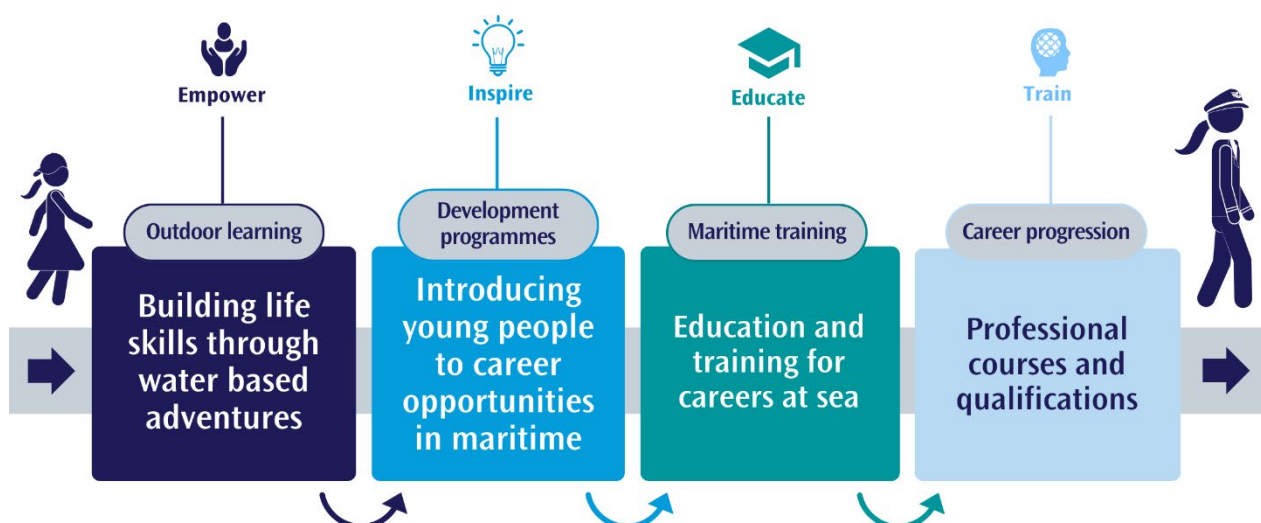 Empower
Inspire
Educate
Train
Outdoor learning
Development
programmes
Maritime training
Career progression
Building life
skills through
water based
adventures
Introducing
young people
to career
opportunities
in maritime
Education and
training for
careers at sea
Professional
courses and
qualifications